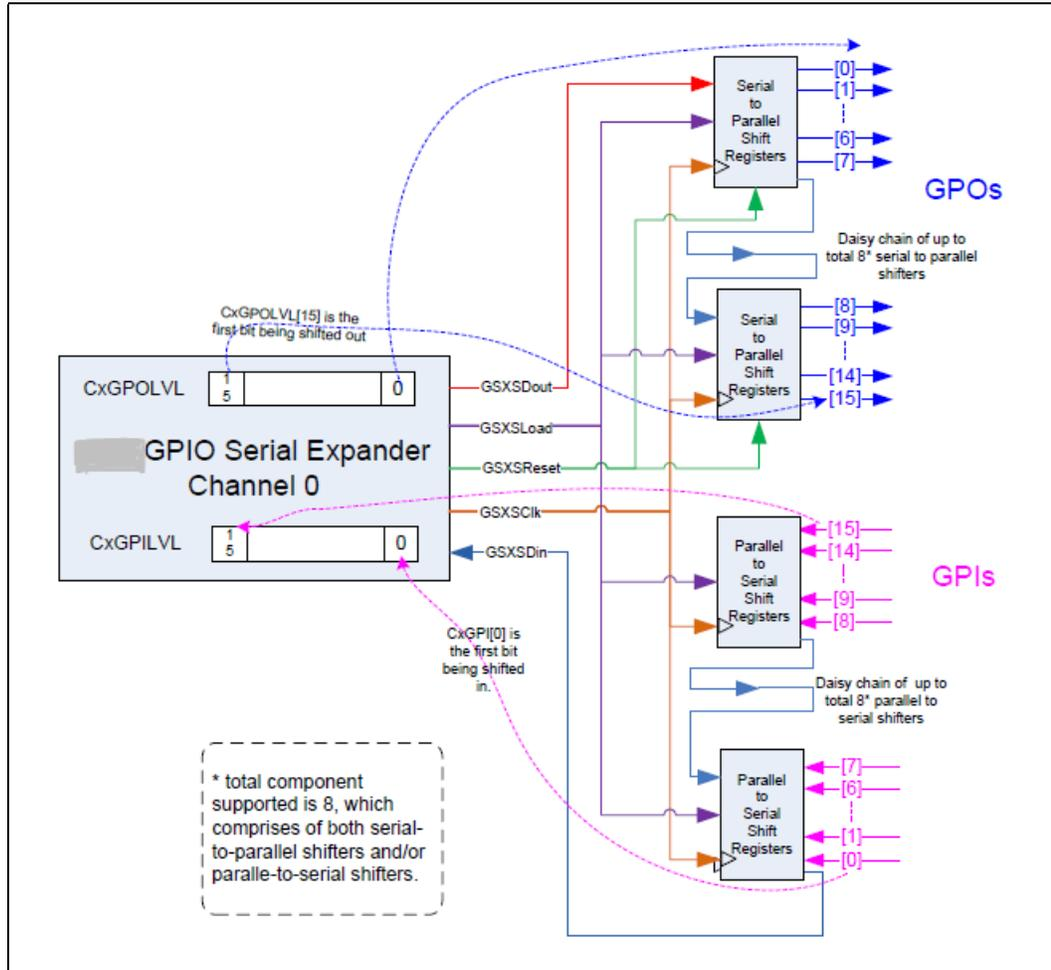 [0]
[1]
[6]
[7]
Serial
to
Parallel
Shift
Registers
GPOs
Daisy chain of up to
total 8* serial to parallel
shifters
[8]
[9]
[14]
[15]
Serial
to
Parallel
Shift
Registers
CxGPOLVL[15] is the
first bit being shifted out
CxGPOLVL
1
5
0
GPIO Serial Expander
Channel 0
CxGPILVL
1
5
0
GSXSDout
GSXSLoad
GSXSReset
GSXSClk
GSXSDin
Parallel
to
Serial
Shift
Registers
[15]
[14]
[9]
[8]
GPIs
CxGPI[0] is
the first bit
being shifted
in.
Daisy chain of up to
total 8* parallel to
serial shifters
Parallel
to
Serial
Shift
Registers
[7]
[6]
[1]
[0]
* total component
supported is 8, which
comprises of both serial-
to-parallel shifters and/or
paralle-to-serial shifters.